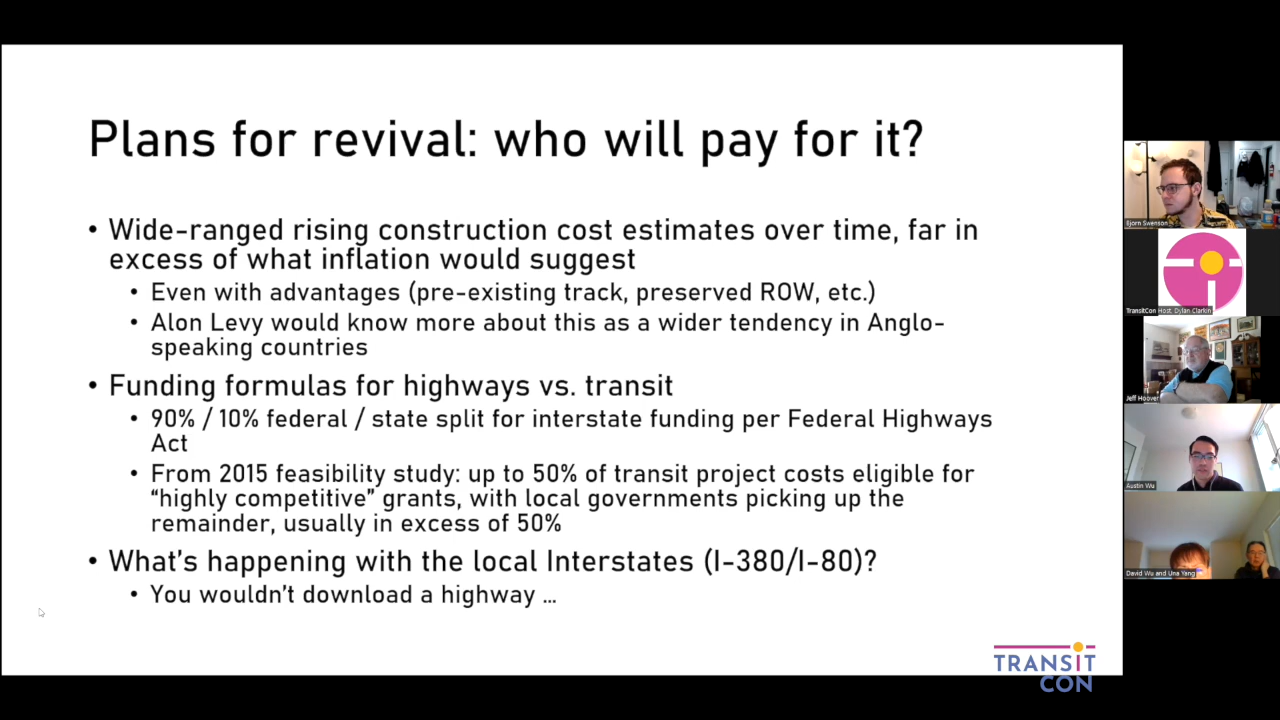 Plans for revival: who will pay for it?
• Wide-ranged rising construction cost estimates over time, far in
excess of what inflation would suggest
• Even with advantages (pre-existing track, preserved ROW, etc.)
• Alon Levy would know more about this as a wider tendency in Anglo-
speaking countries
• Funding formulas for highways vs. transit
• 90% / 10% federal / state split for interstate funding per Federal Highways
Act
• From 2015 feasibility study: up to 50% of transit project costs eligible for
“highly competitive” grants, with local governments picking up the
remainder, usually in excess of 50%
• What’s happening with the local Interstates (I-380/I-80)?
• You wouldn’t download a highway …
TRANSIT
CON
Bjorn Swenson
TransitCon Host: Dylan Clarkin
Jeff Hoover
Austin Wu
David Wu and Una Yang